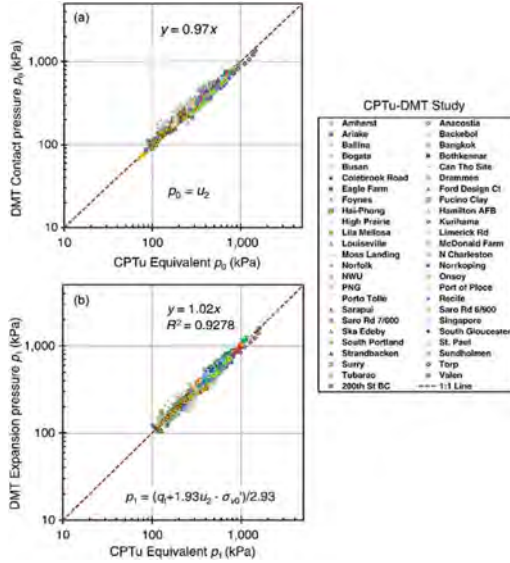 (a)
y = 0.97x
DMT Contact pressure p₀ (kPa)
1,000
100
10
p₀ = u₂
10 100 1,000
CPTu Equivalent p₀ (kPa)
(b)
y = 1.02x
R² = 0.9278
DMT Expansion pressure p₁ (kPa)
1,000
100
10
p₁ = (qₜ+1.93u₂ - σᵥ₀')/2.93
10 100 1,000
CPTu Equivalent p₁ (kPa)
CPTu-DMT Study
Amherst Anacostia
Ariake Backebol
Ballina Bangkok
Bogata Bothkennar
Busan Can Tho Site
Colebrook Road Drammen
Eagle Farm Ford Design Ct
Foynes Fucino Clay
Hai-Phong Hamilton AFB
High Prairie Kurihama
Lilla Mellosa Limerick Rd
Louiseville McDonald Farm
Moss Landing N Charleston
Norfolk Norrkoping
NWU Onsoy
PNG Port of Ploce
Porto Tolle Recife
Sarapui Saro Rd 6/900
Saro Rd 7/000 Singapore
Ska Edeby South Gloucester
South Portland St. Paul
Strandbacken Sundholmen
Surry Torp
Tubarao Valen
200th St BC 1:1 Line